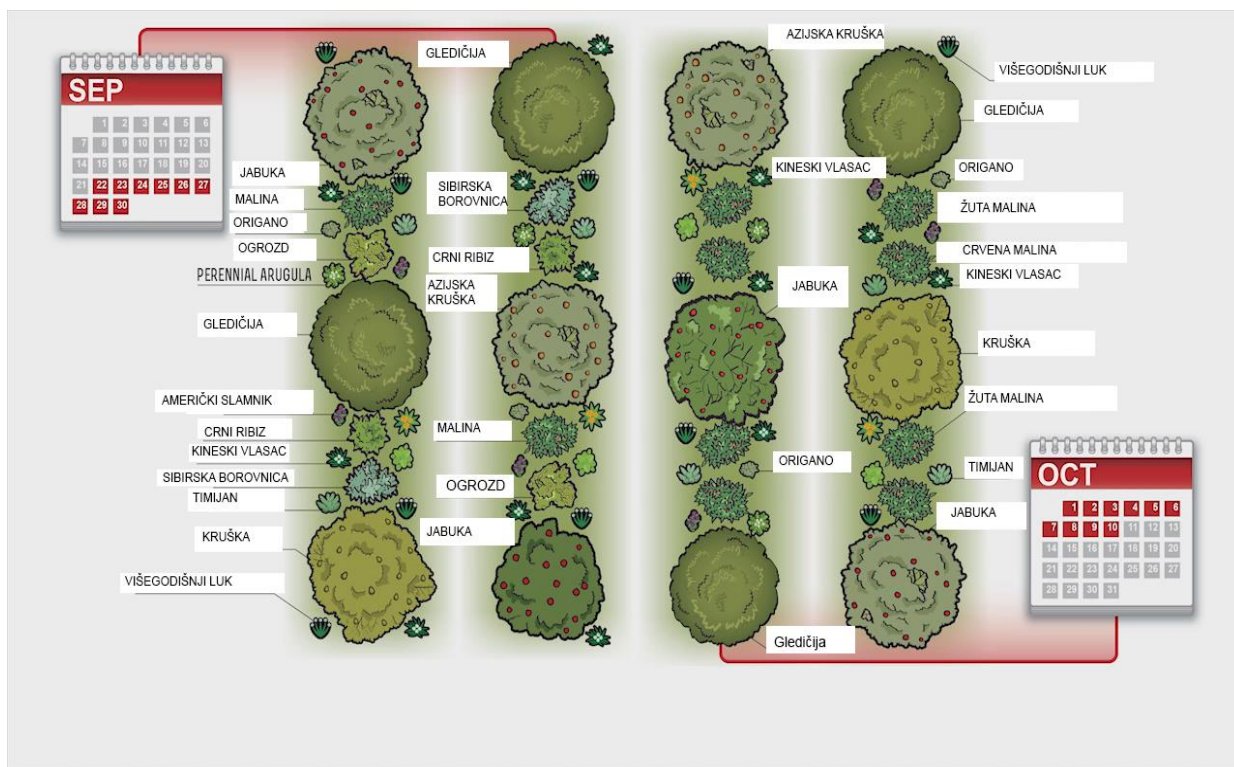 SEP
1 2 3 4 5 6
7 8 9 10 11 12 13
14 15 16 17 18 19 20
21 22 23 24 25 26 27
28 29 30
GLEDIČIJA
JABUKA
MALINA
ORIGANO
OGROZD
PERENNIAL ARUGULA
GLEDIČIJA
AMERIČKI SLAMNIK
CRNI RIBIZ
KINESKI VLASAC
SIBIRSKA BOROVNICA
TIMIJAN
KRUŠKA
VIŠEGODIŠNJI LUK
SIBIRSKA
BOROVNICA
CRNI RIBIZ
AZIJSKA
KRUŠKA
MALINA
OGROZD
JABUKA
AZIJSKA KRUŠKA
KINESKI VLASAC
JABUKA
ORIGANO
Gledičija
VIŠEGODIŠNJI LUK
GLEDIČIJA
ORIGANO
ŽUTA MALINA
CRVENA MALINA
KINESKI VLASAC
KRUŠKA
ŽUTA MALINA
TIMIJAN
JABUKA
OCT
1 2 3 4 5 6
7 8 9 10 11 12 13
14 15 16 17 18 19 20
21 22 23 24 25 26 27
28 29 30 31